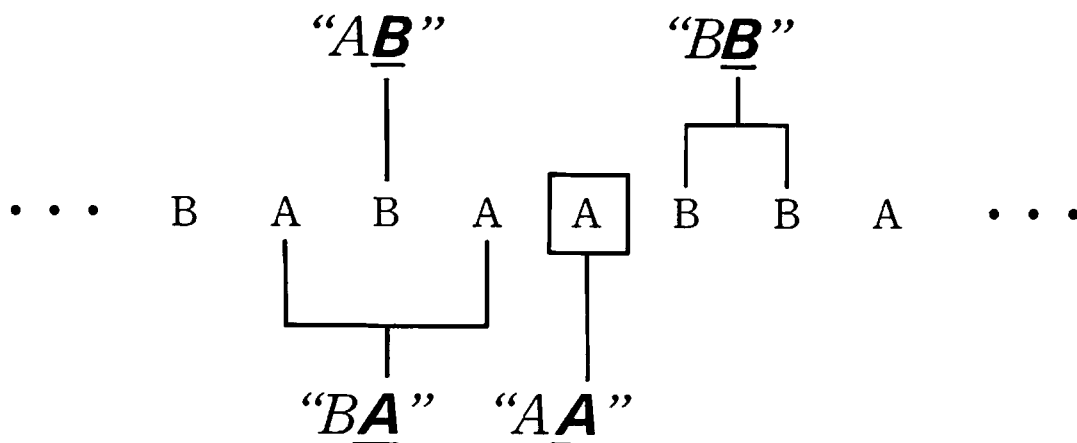 “AB” “BB”
· · · B A B A A B B A · · ·
“BA” “AA”